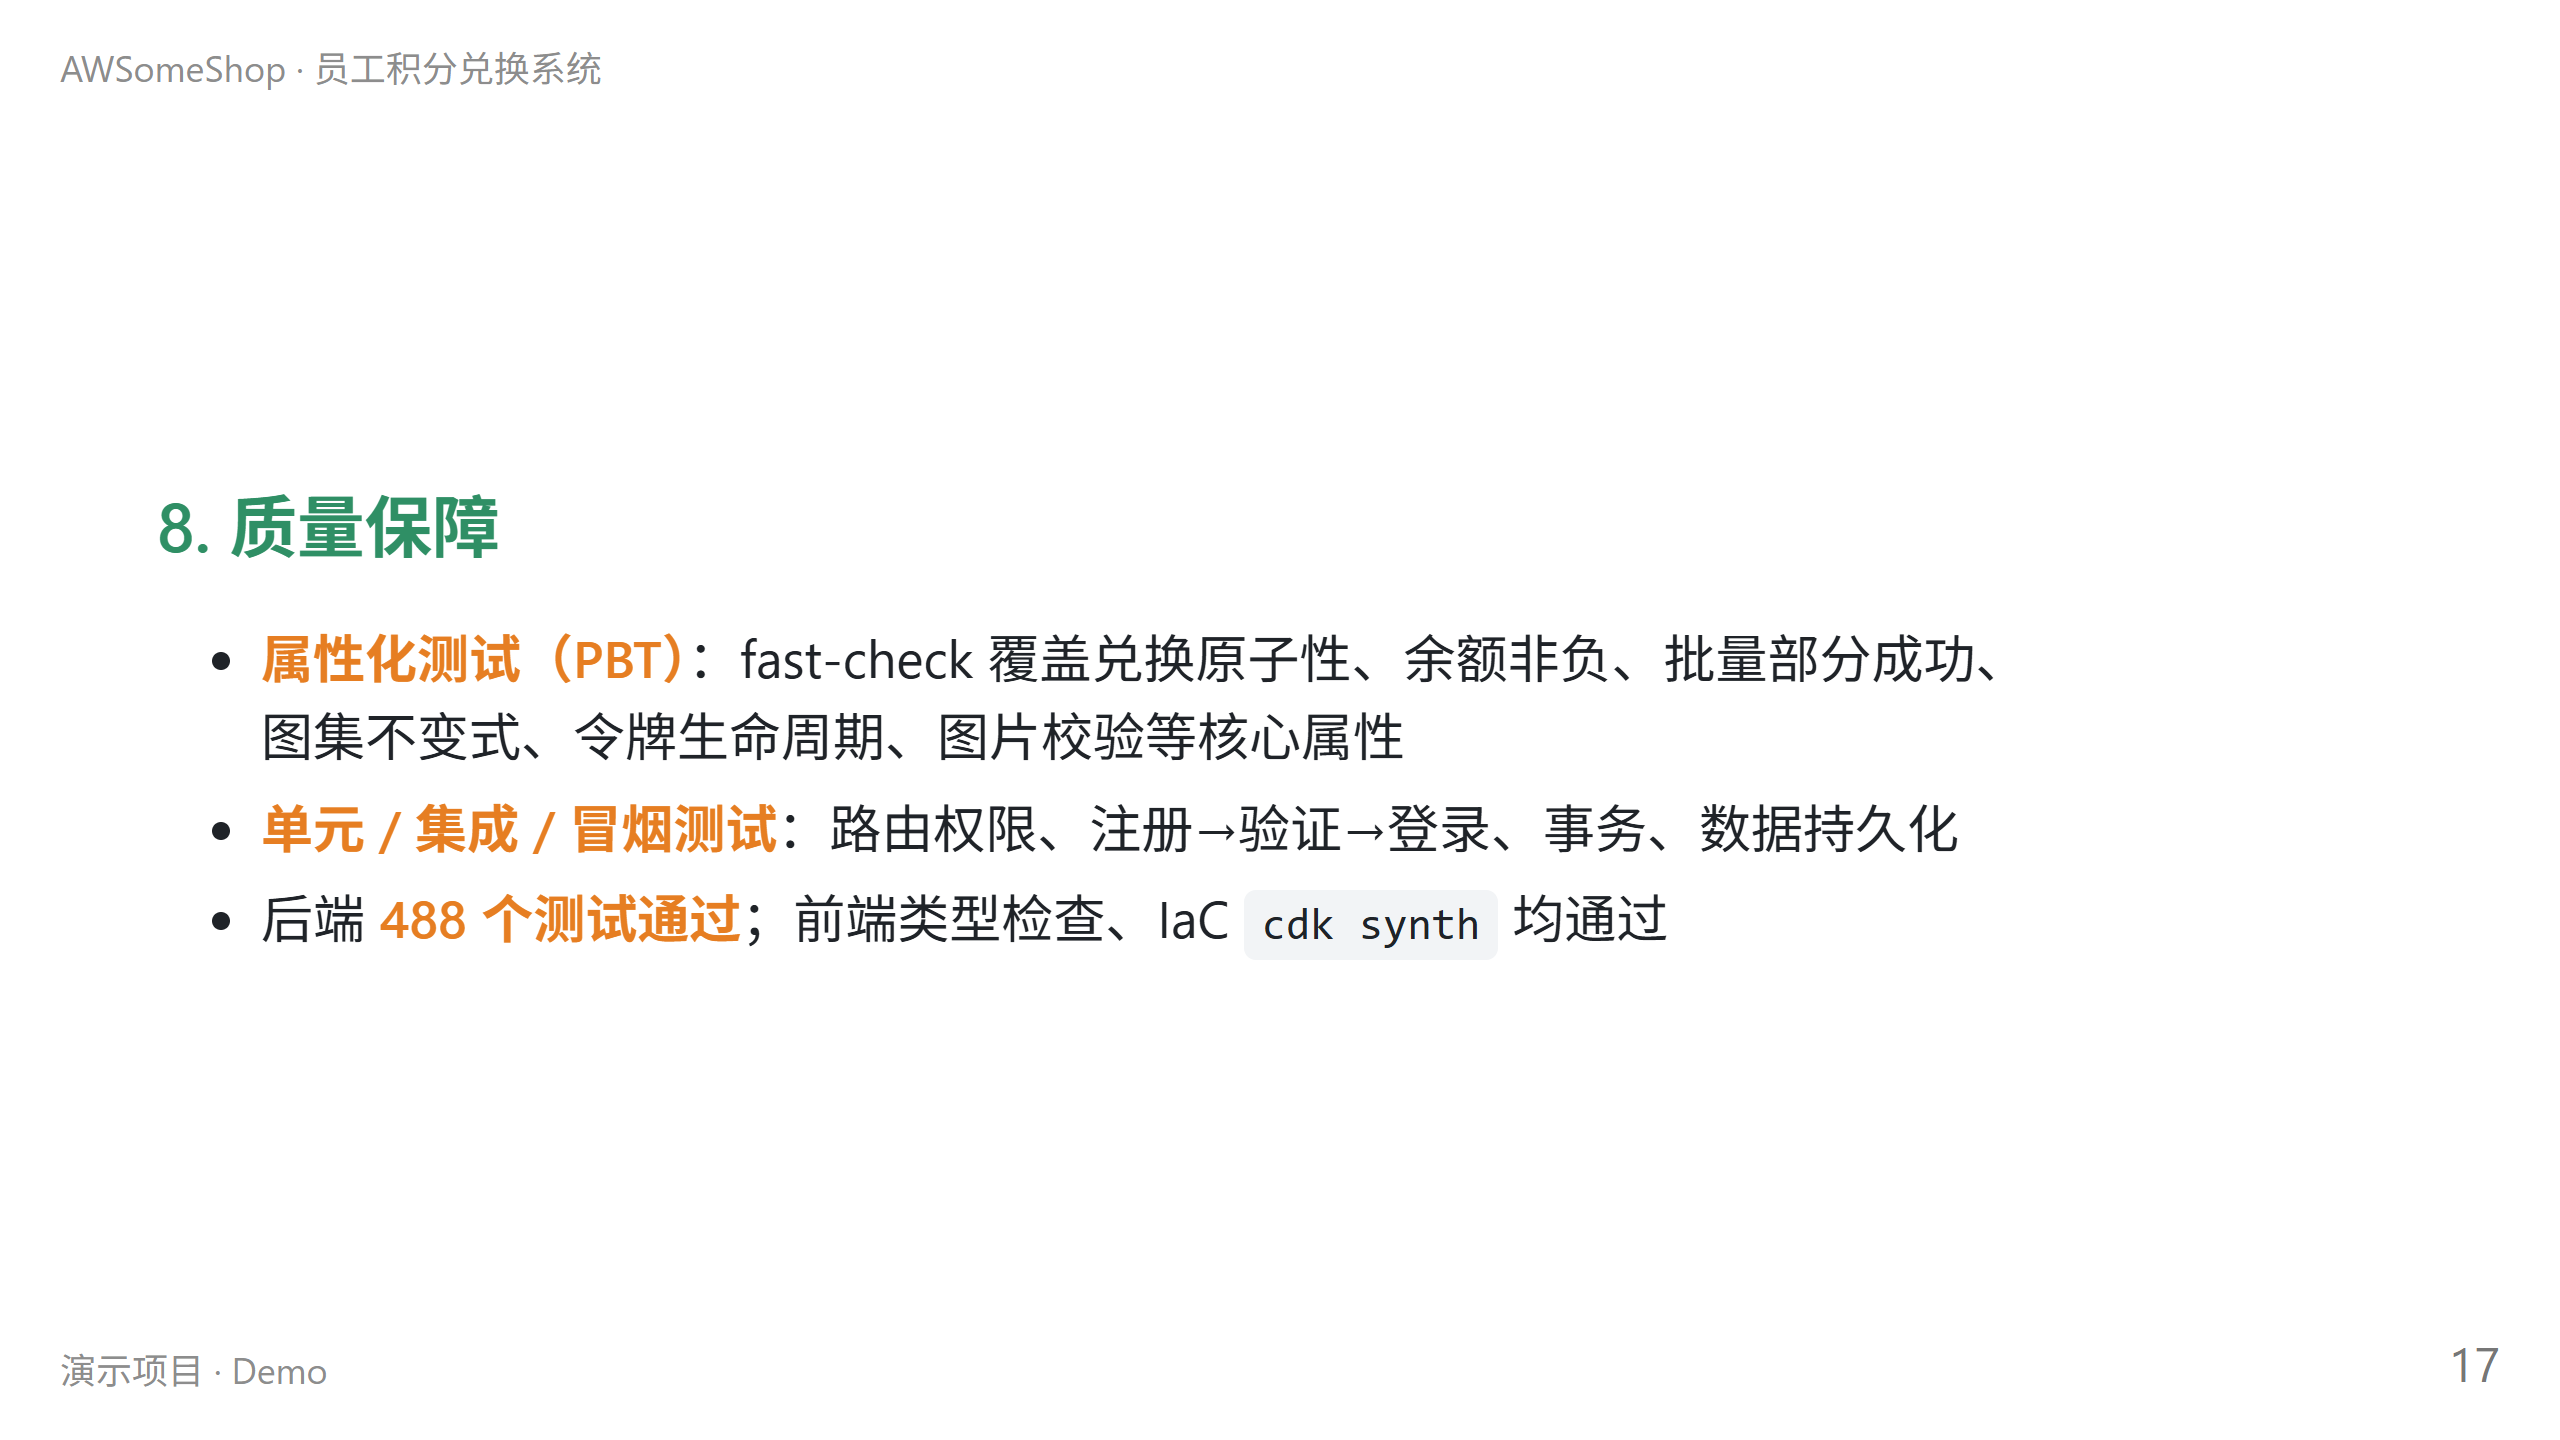 AWSomeShop · 员工积分兑换系统
8. 质量保障
• 属性化测试（PBT）：fast-check 覆盖兑换原子性、余额非负、批量部分成功、
图集不变式、令牌生命周期、图片校验等核心属性
• 单元 / 集成 / 冒烟测试：路由权限、注册→验证→登录、事务、数据持久化
• 后端 488 个测试通过；前端类型检查、IaC cdk synth 均通过
演示项目 · Demo
17